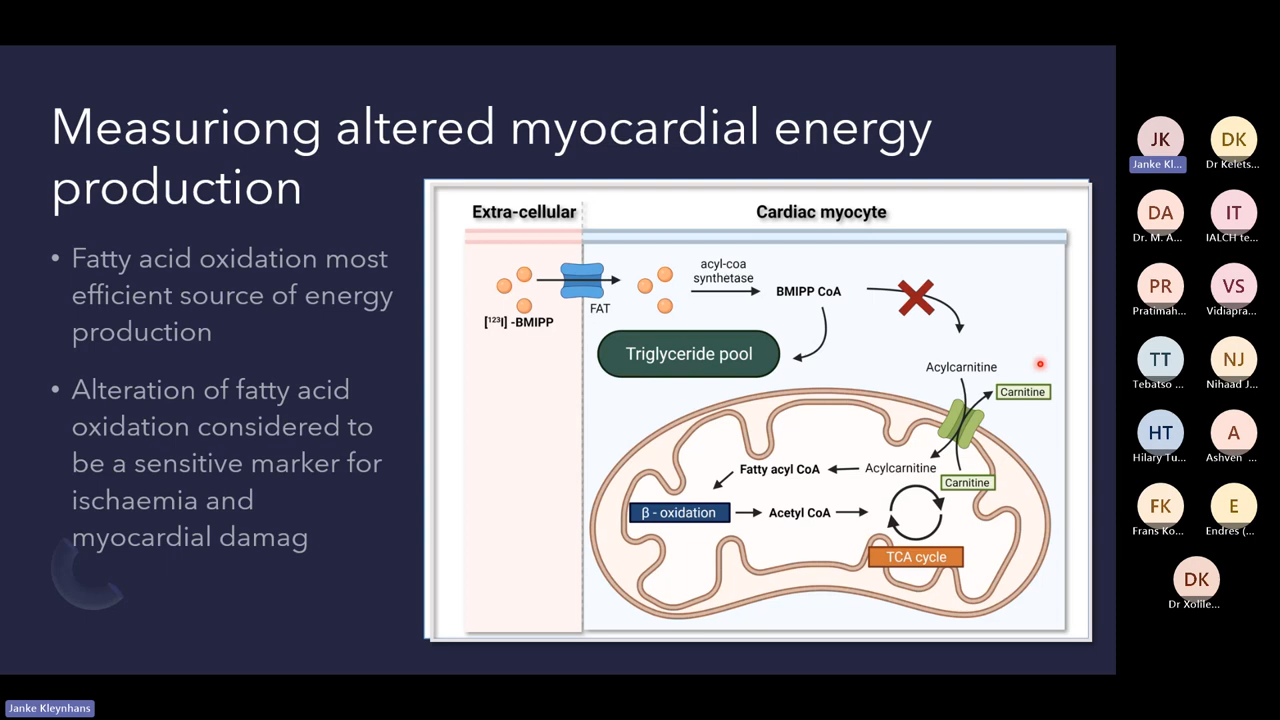 Measuriong altered myocardial energy
production
• Fatty acid oxidation most
efficient source of energy
production
• Alteration of fatty acid
oxidation considered to
be a sensitive marker for
ischaemia and
myocardial damag
Extra-cellular
Cardiac myocyte
acyl-coa
synthetase
BMIPP CoA
FAT
[¹²³I] -BMIPP
Triglyceride pool
Acylcarnitine
Carnitine
Fatty acyl CoA
Acylcarnitine
Carnitine
β - oxidation
Acetyl CoA
TCA cycle
JK
Janke Kl...
DK
Dr Kelets...
DA
Dr. M. A...
IT
IALCH te...
PR
Pratimah...
VS
Vidiapra...
TT
Tebatso ...
NJ
Nihaad J...
HT
Hilary Tu...
A
Ashven ...
FK
Frans Ko...
E
Endres (...
DK
Dr Xolile...
Janke Kleynhans